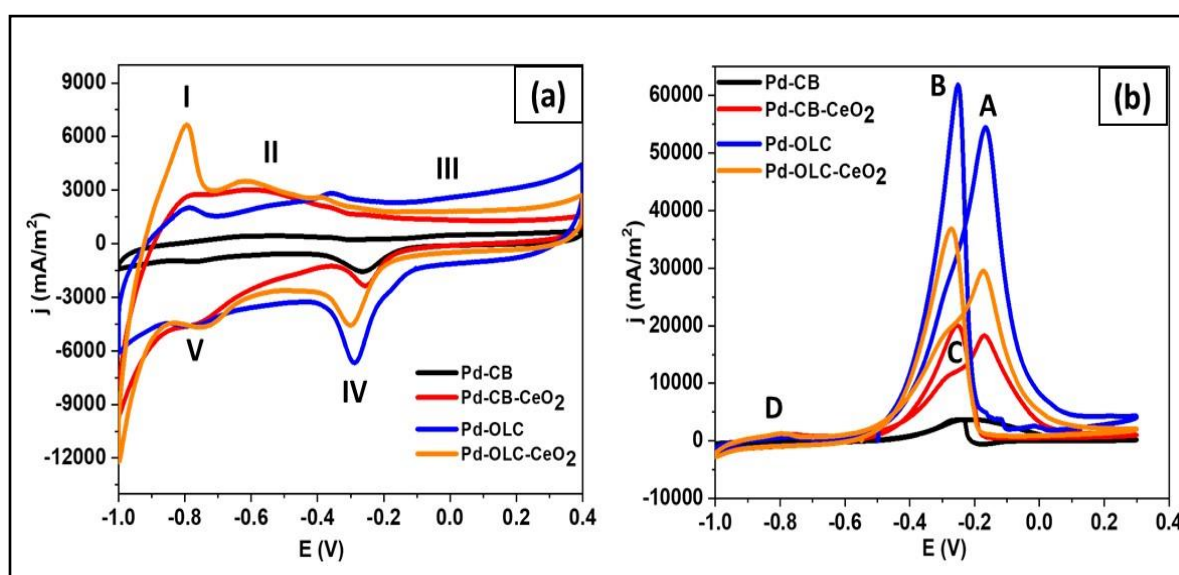 (a)
9000
6000
3000
0
-3000
-6000
-9000
-12000
j (mA/m²)
I
II
III
IV
V
Pd-CB
Pd-CB-CeO₂
Pd-OLC
Pd-OLC-CeO₂
-1.0 -0.8 -0.6 -0.4 -0.2 0.0 0.2 0.4
E (V)
(b)
60000
50000
40000
30000
20000
10000
0
-10000
j (mA/m²)
Pd-CB
Pd-CB-CeO₂
Pd-OLC
Pd-OLC-CeO₂
B
A
C
D
-1.0 -0.8 -0.6 -0.4 -0.2 0.0 0.2 0.4
E (V)